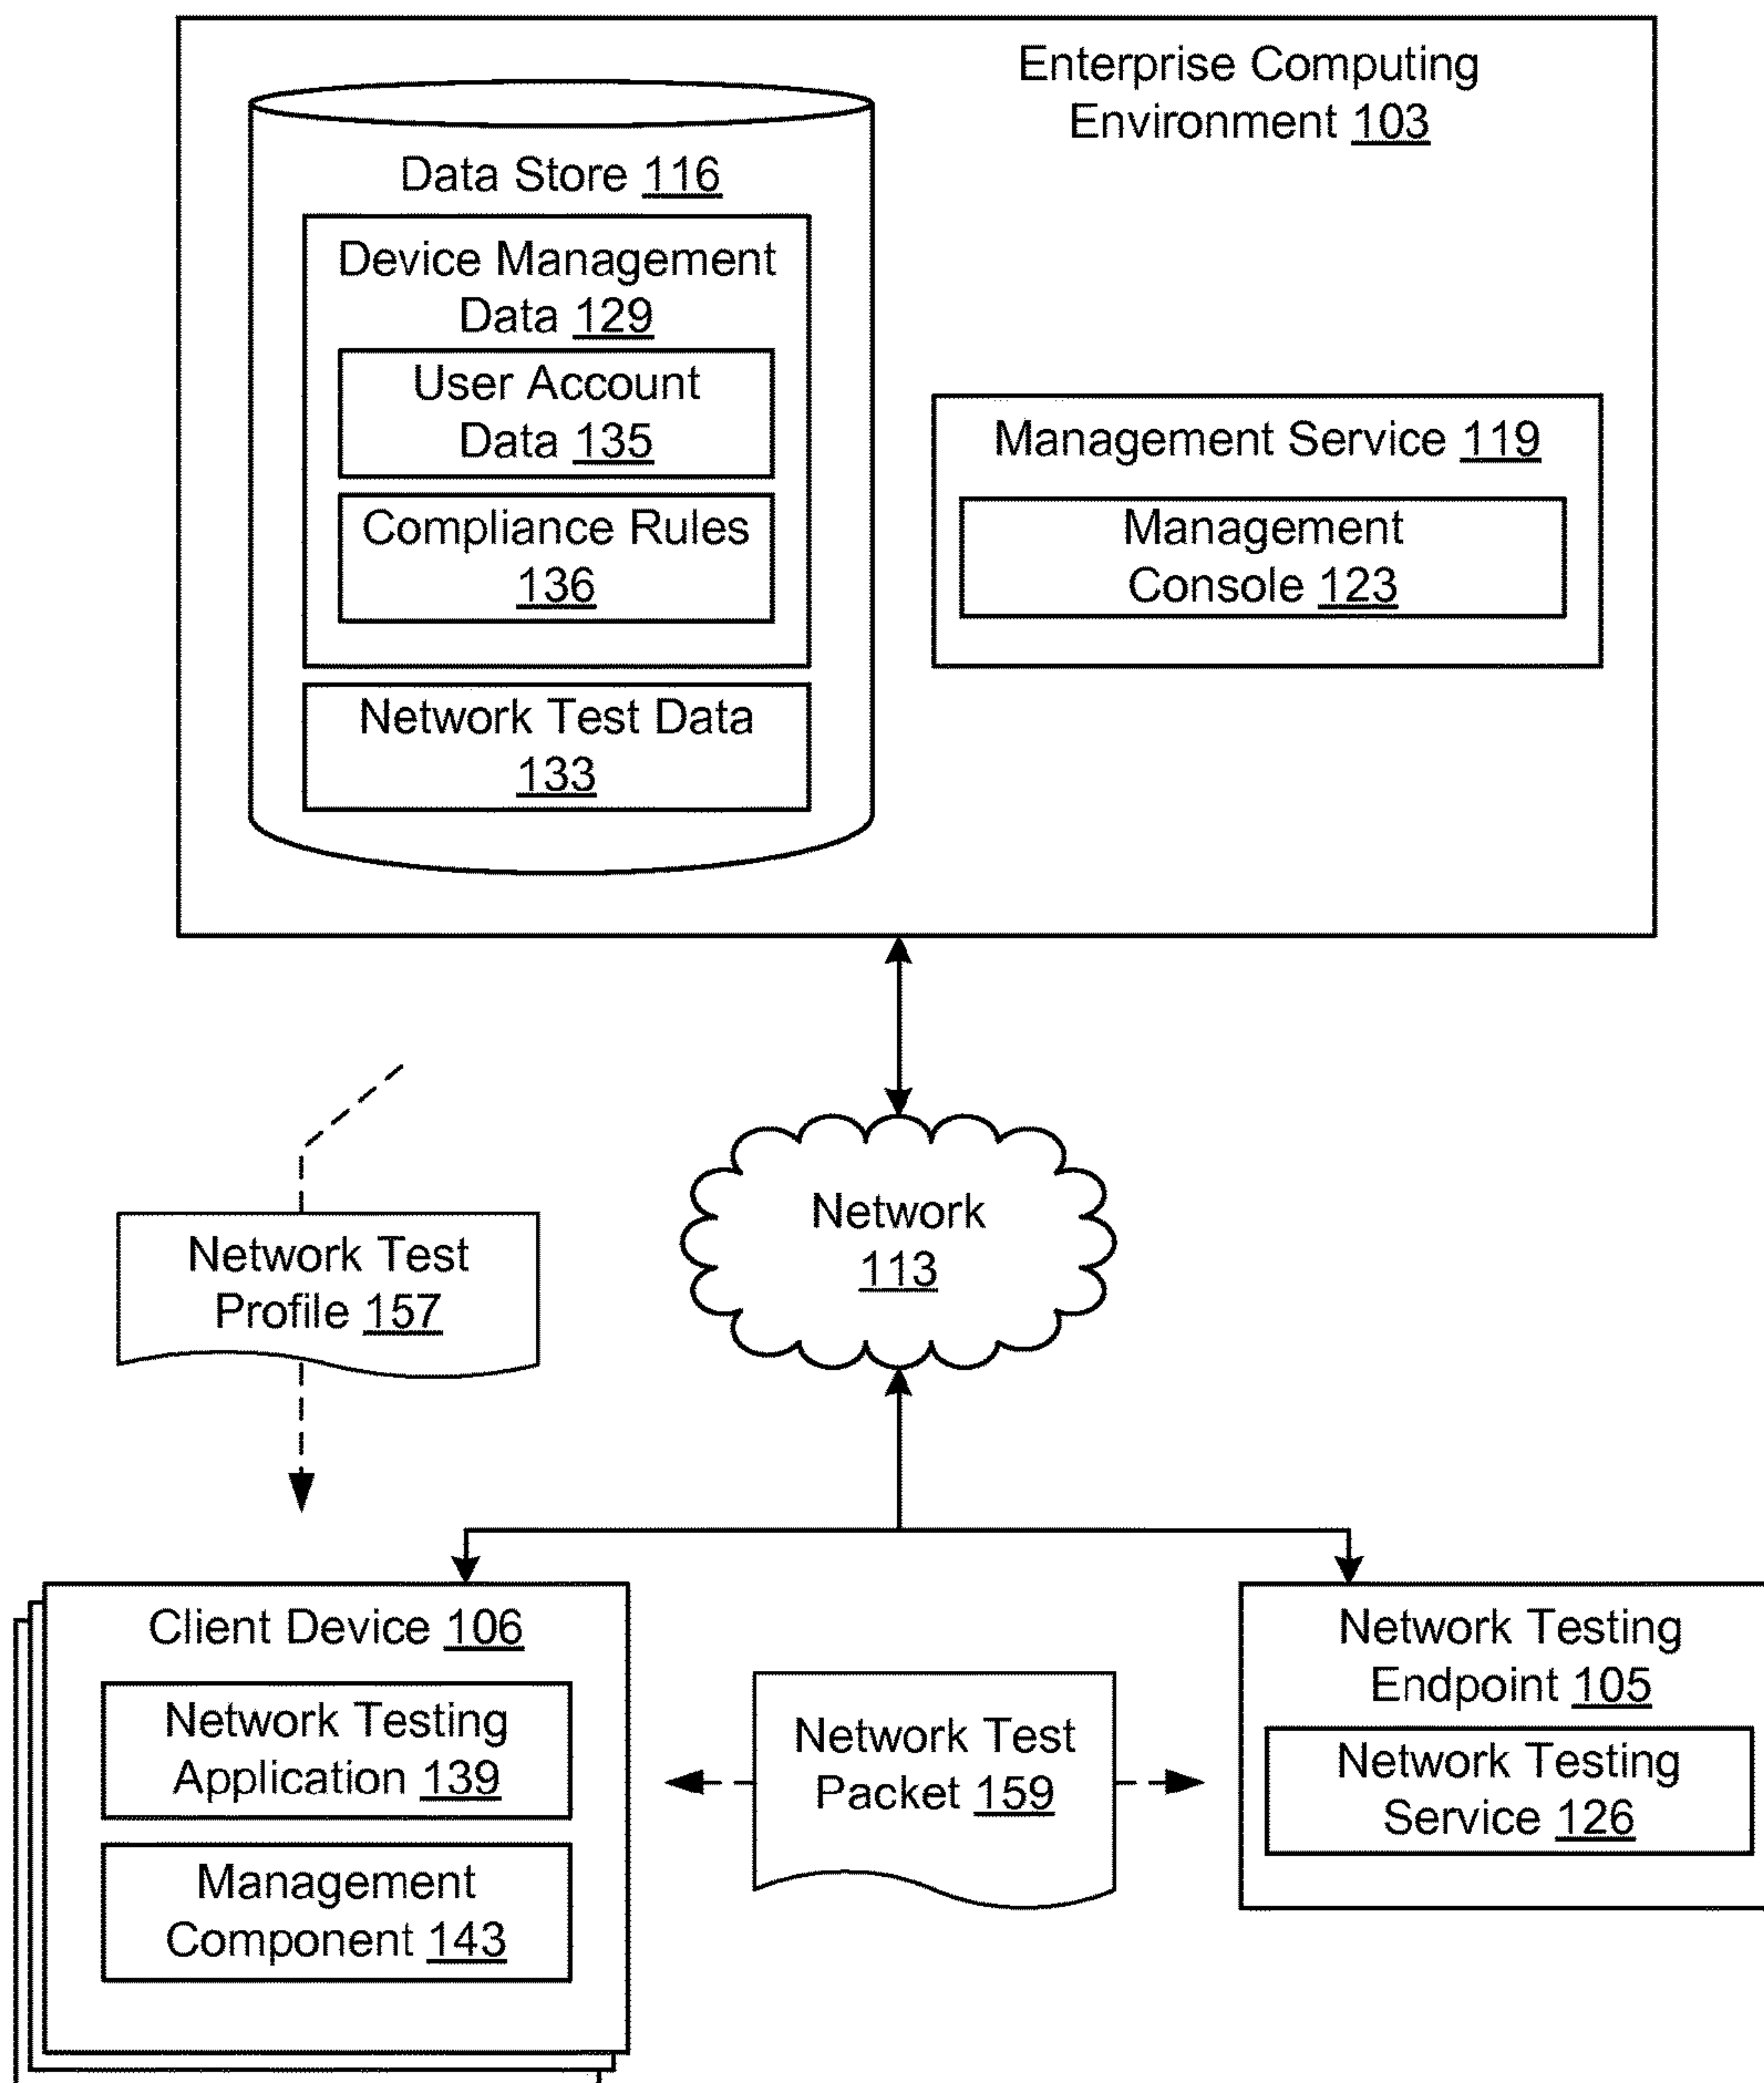 Enterprise Computing
Environment 103
Data Store 116
Device Management
Data 129
User Account
Data 135
Compliance Rules
136
Network Test Data
133
Management Service 119
Management
Console 123
Network
113
Network Test
Profile 157
Client Device 106
Network Testing
Application 139
Management
Component 143
Network Test
Packet 159
Network Testing
Endpoint 105
Network Testing
Service 126